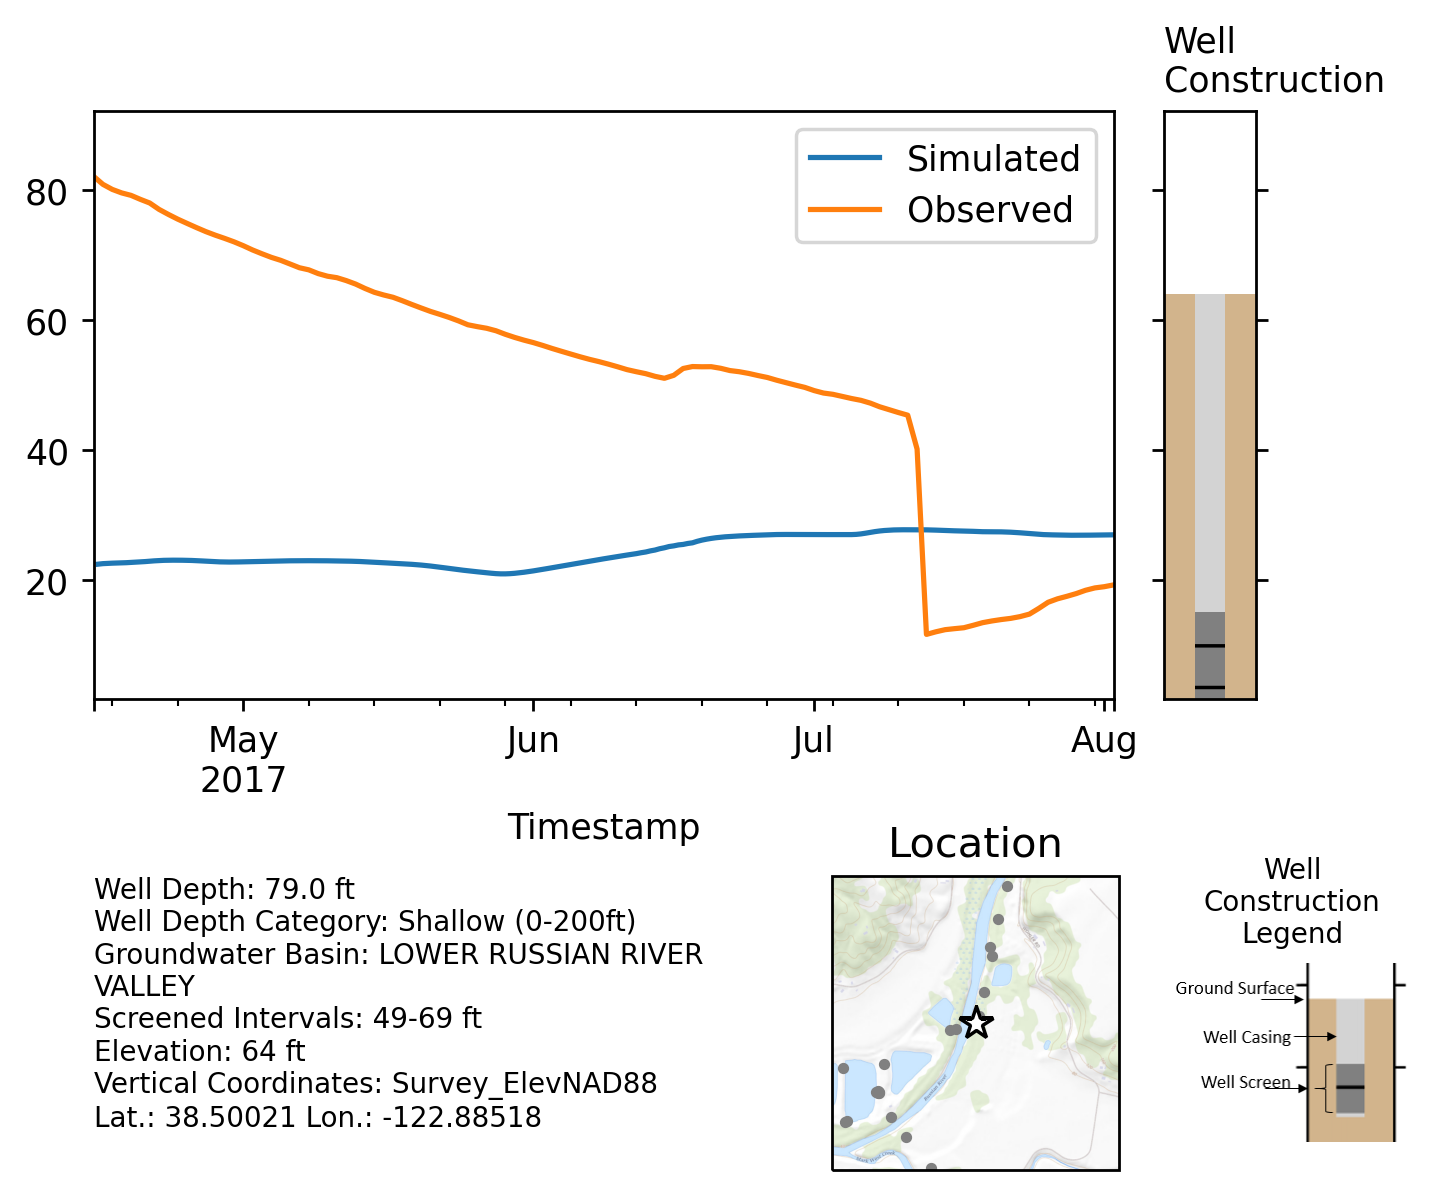 Well
Construction
Simulated
Observed
80
60
40
20
May
2017
Jun
Jul
Aug
Timestamp
Well Depth: 79.0 ft
Well Depth Category: Shallow (0-200ft)
Groundwater Basin: LOWER RUSSIAN RIVER
VALLEY
Screened Intervals: 49-69 ft
Elevation: 64 ft
Vertical Coordinates: Survey_ElevNAD88
Lat.: 38.50021 Lon.: -122.88518
Location
Well
Construction
Legend
Ground Surface
Well Casing
Well Screen